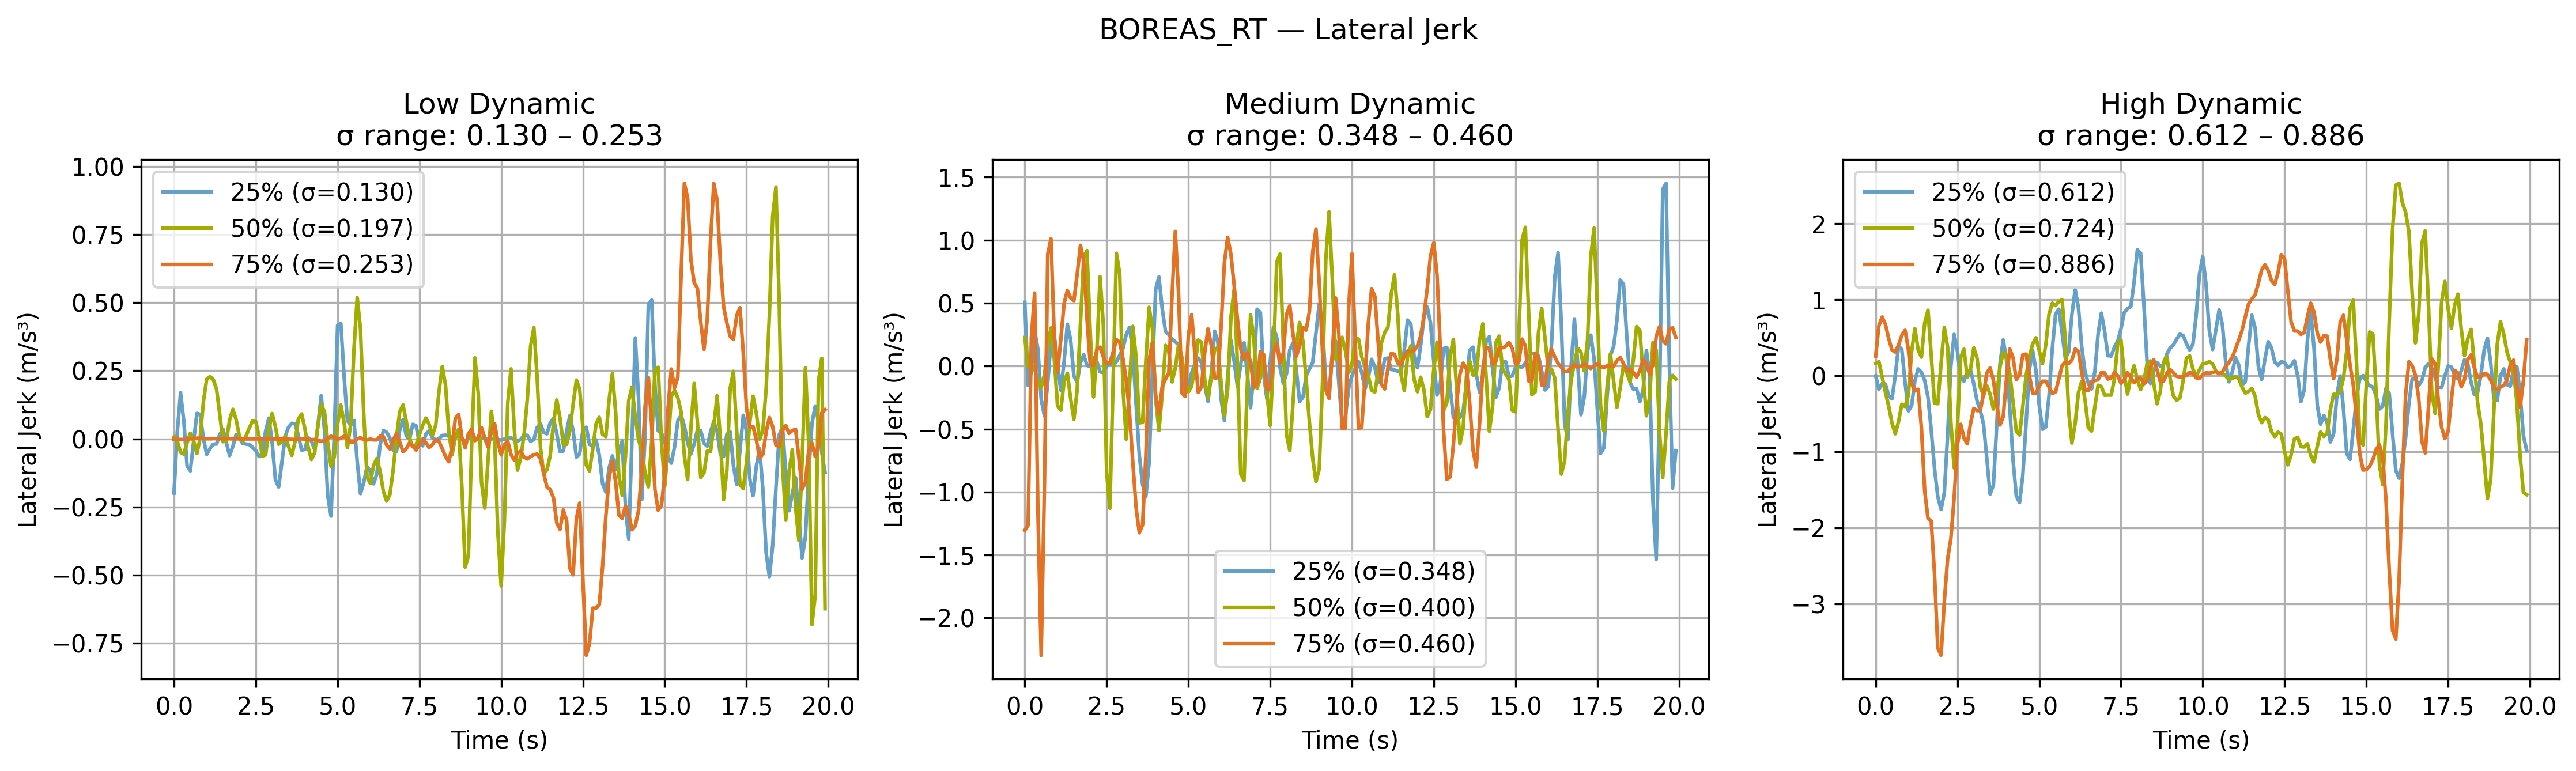 BOREAS_RT — Lateral Jerk
Low Dynamic
σ range: 0.130 – 0.253
1.00
0.75
0.50
0.25
0.00
−0.25
−0.50
−0.75
Lateral Jerk (m/s³)
25% (σ=0.130)
50% (σ=0.197)
75% (σ=0.253)
0.0 2.5 5.0 7.5 10.0 12.5 15.0 17.5 20.0
Time (s)
Medium Dynamic
σ range: 0.348 – 0.460
1.5
1.0
0.5
0.0
−0.5
−1.0
−1.5
−2.0
Lateral Jerk (m/s³)
25% (σ=0.348)
50% (σ=0.400)
75% (σ=0.460)
0.0 2.5 5.0 7.5 10.0 12.5 15.0 17.5 20.0
Time (s)
High Dynamic
σ range: 0.612 – 0.886
2
1
0
−1
−2
−3
Lateral Jerk (m/s³)
25% (σ=0.612)
50% (σ=0.724)
75% (σ=0.886)
0.0 2.5 5.0 7.5 10.0 12.5 15.0 17.5 20.0
Time (s)